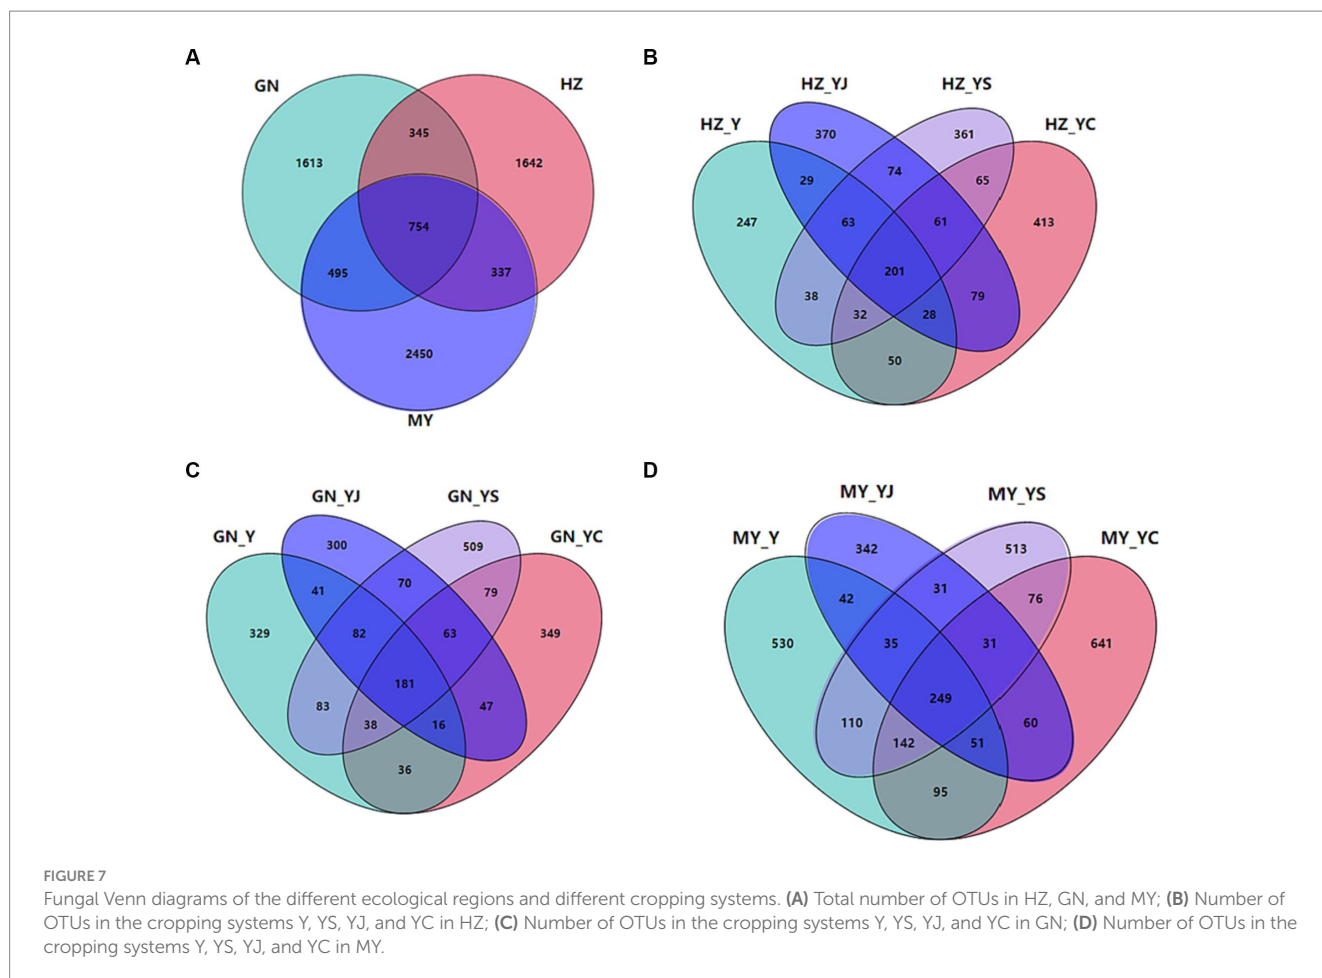 A
GN
HZ
345
1613
1642
754
495
337
2450
MY
B
HZ_YJ
HZ_YS
HZ_Y
HZ_YC
370
361
74
29
65
247
63
61
413
201
38
79
32
28
50
C
GN_YJ
GN_YS
GN_Y
GN_YC
300
509
70
41
79
329
82
63
349
181
83
47
38
16
36
D
MY_YJ
MY_YS
MY_Y
MY_YC
342
513
31
42
76
530
35
31
641
249
110
60
142
51
95
FIGURE 7
Fungal Venn diagrams of the different ecological regions and different cropping systems. (A) Total number of OTUs in HZ, GN, and MY; (B) Number of
OTUs in the cropping systems Y, YS, YJ, and YC in HZ; (C) Number of OTUs in the cropping systems Y, YS, YJ, and YC in GN; (D) Number of OTUs in the
cropping systems Y, YS, YJ, and YC in MY.